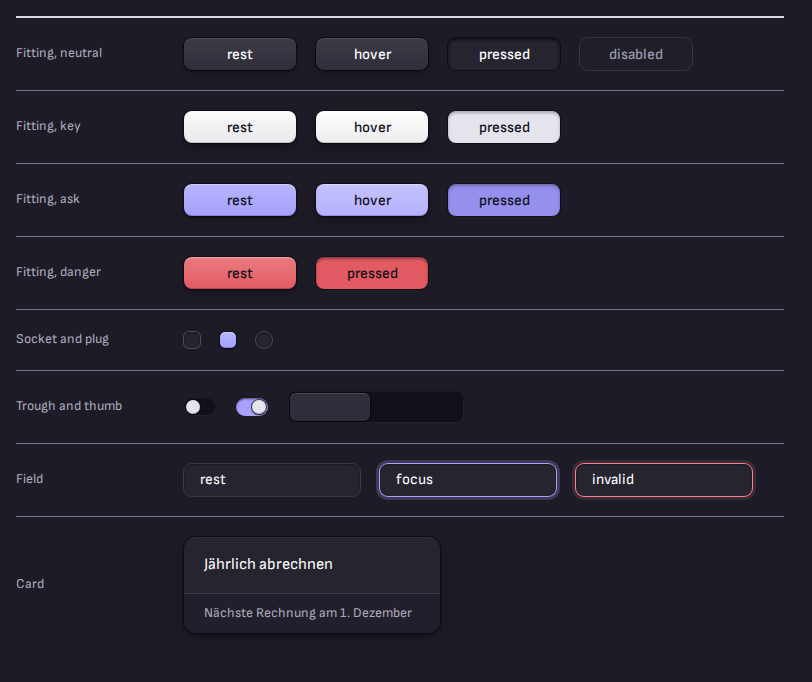 Fitting, neutral rest hover pressed disabled
Fitting, key rest hover pressed
Fitting, ask rest hover pressed
Fitting, danger rest pressed
Socket and plug
Trough and thumb
Field rest focus invalid
Jährlich abrechnen
Card
Nächste Rechnung am 1. Dezember